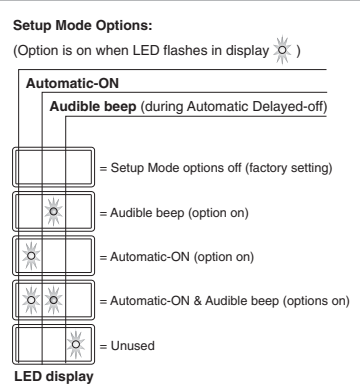 Setup Mode Options:
(Option is on when LED flashes in display )
Automatic-ON
Audible beep (during Automatic Delayed-off)
= Setup Mode options off (factory setting)
= Audible beep (option on)
= Automatic-ON (option on)
= Automatic-ON & Audible beep (options on)
= Unused
LED display